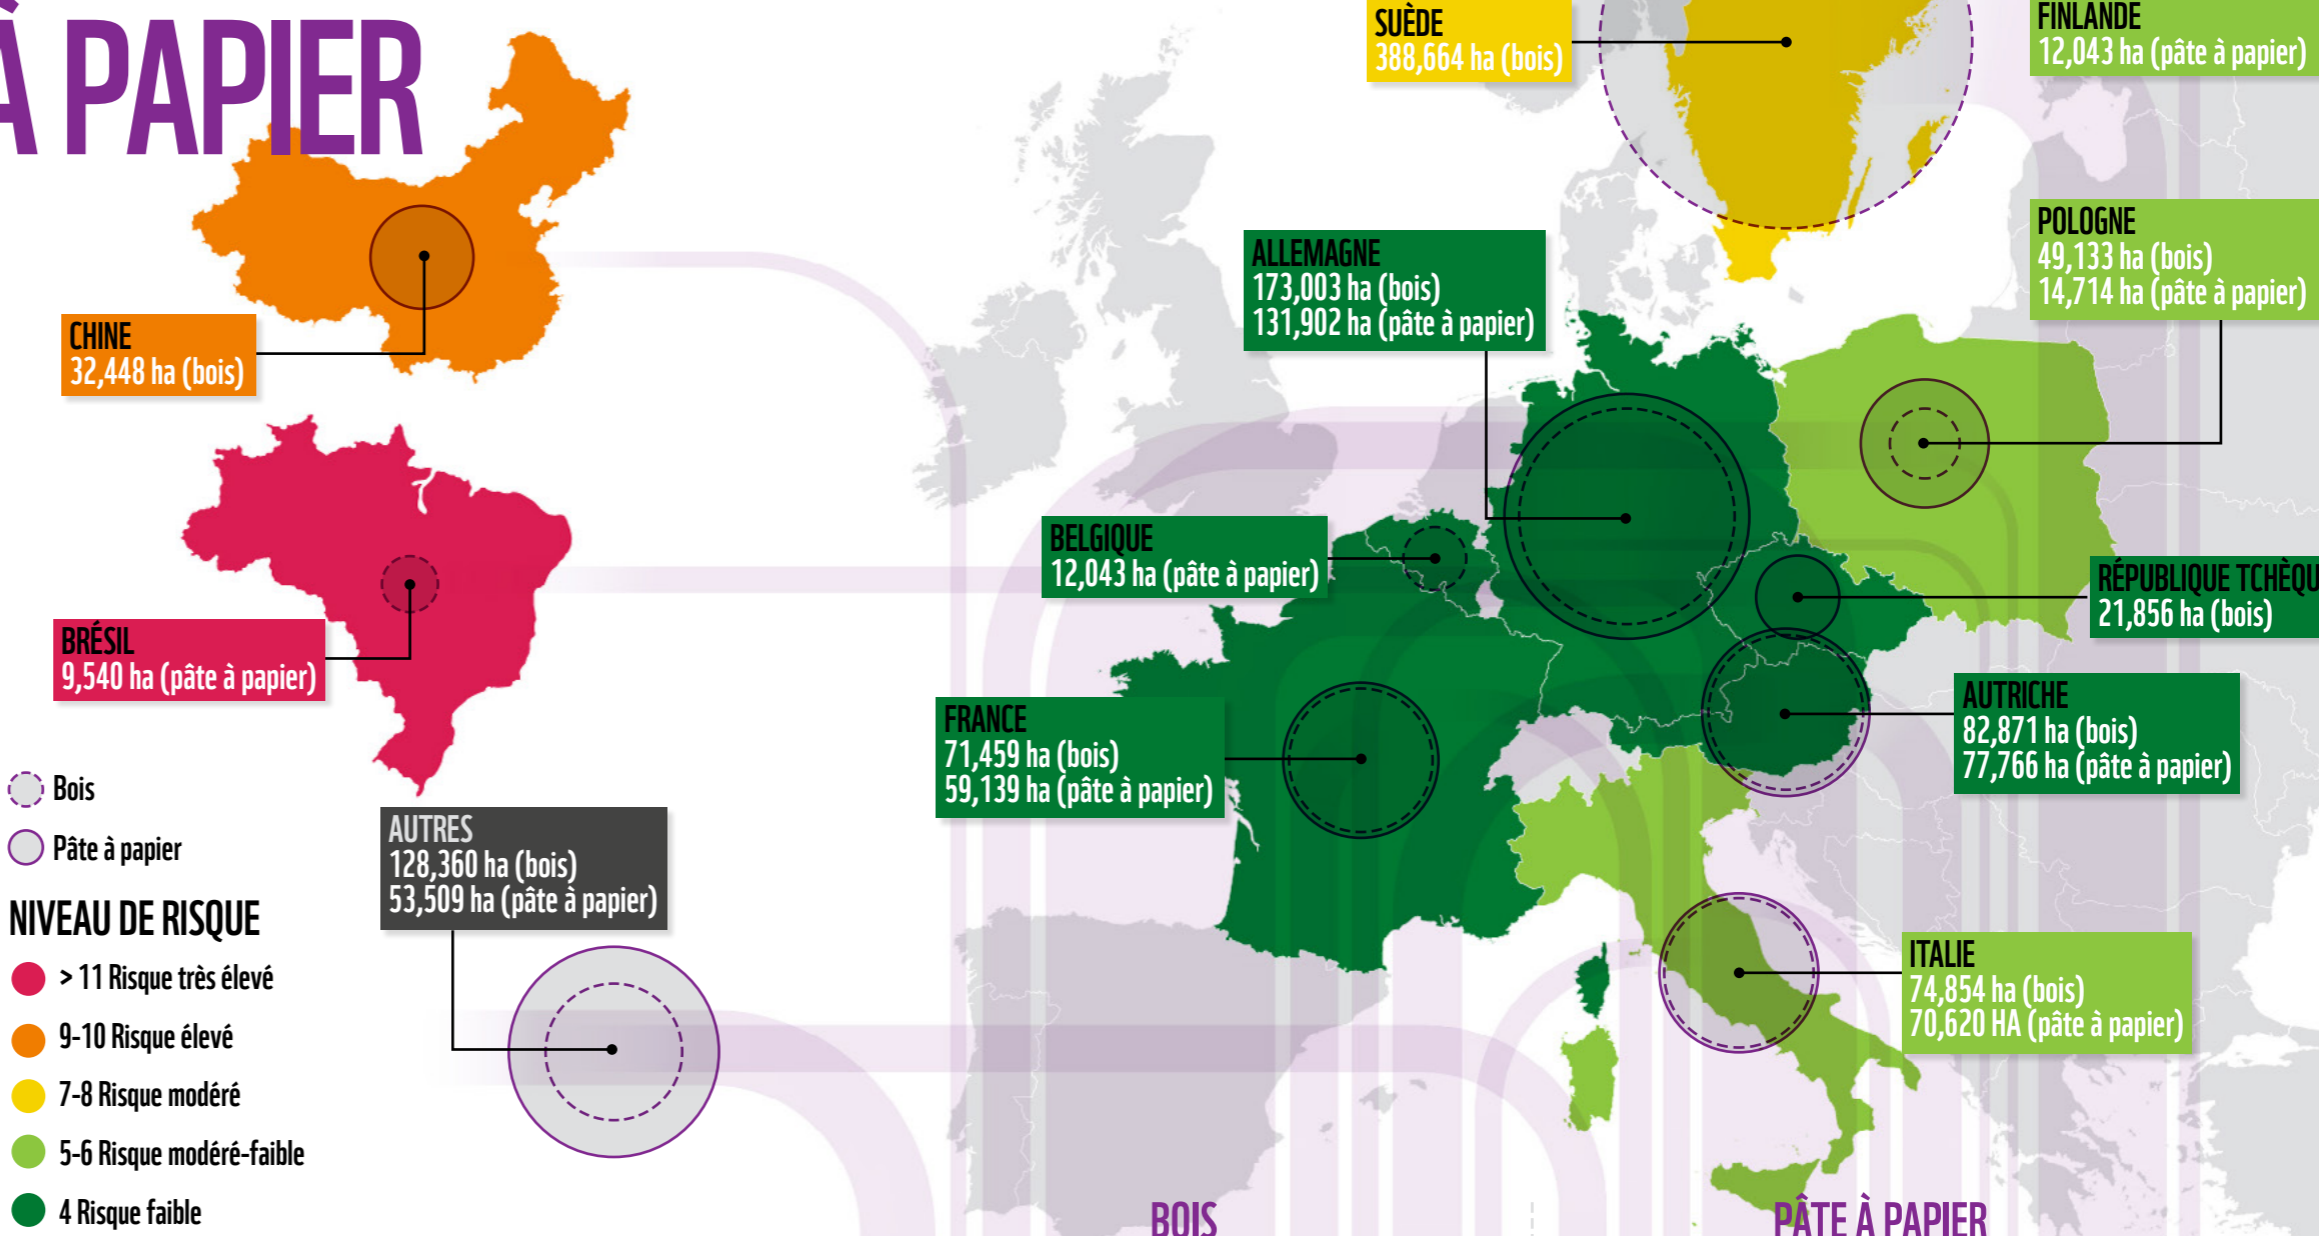 À PAPIER
SUÈDE
388,664 ha (bois)
FINLANDE
12,043 ha (pâte à papier)
POLOGNE
49,133 ha (bois)
14,714 ha (pâte à papier)
ALLEMAGNE
173,003 ha (bois)
131,902 ha (pâte à papier)
CHINE
32,448 ha (bois)
BELGIQUE
12,043 ha (pâte à papier)
RÉPUBLIQUE TCHÈQU
21,856 ha (bois)
BRÉSIL
9,540 ha (pâte à papier)
AUTRICHE
82,871 ha (bois)
77,766 ha (pâte à papier)
FRANCE
71,459 ha (bois)
59,139 ha (pâte à papier)
Bois
Pâte à papier
AUTRES
128,360 ha (bois)
53,509 ha (pâte à papier)
NIVEAU DE RISQUE
> 11 Risque très élevé
9-10 Risque élevé
7-8 Risque modéré
5-6 Risque modéré-faible
4 Risque faible
ITALIE
74,854 ha (bois)
70,620 HA (pâte à papier)
BOIS
PÂTE À PAPIER